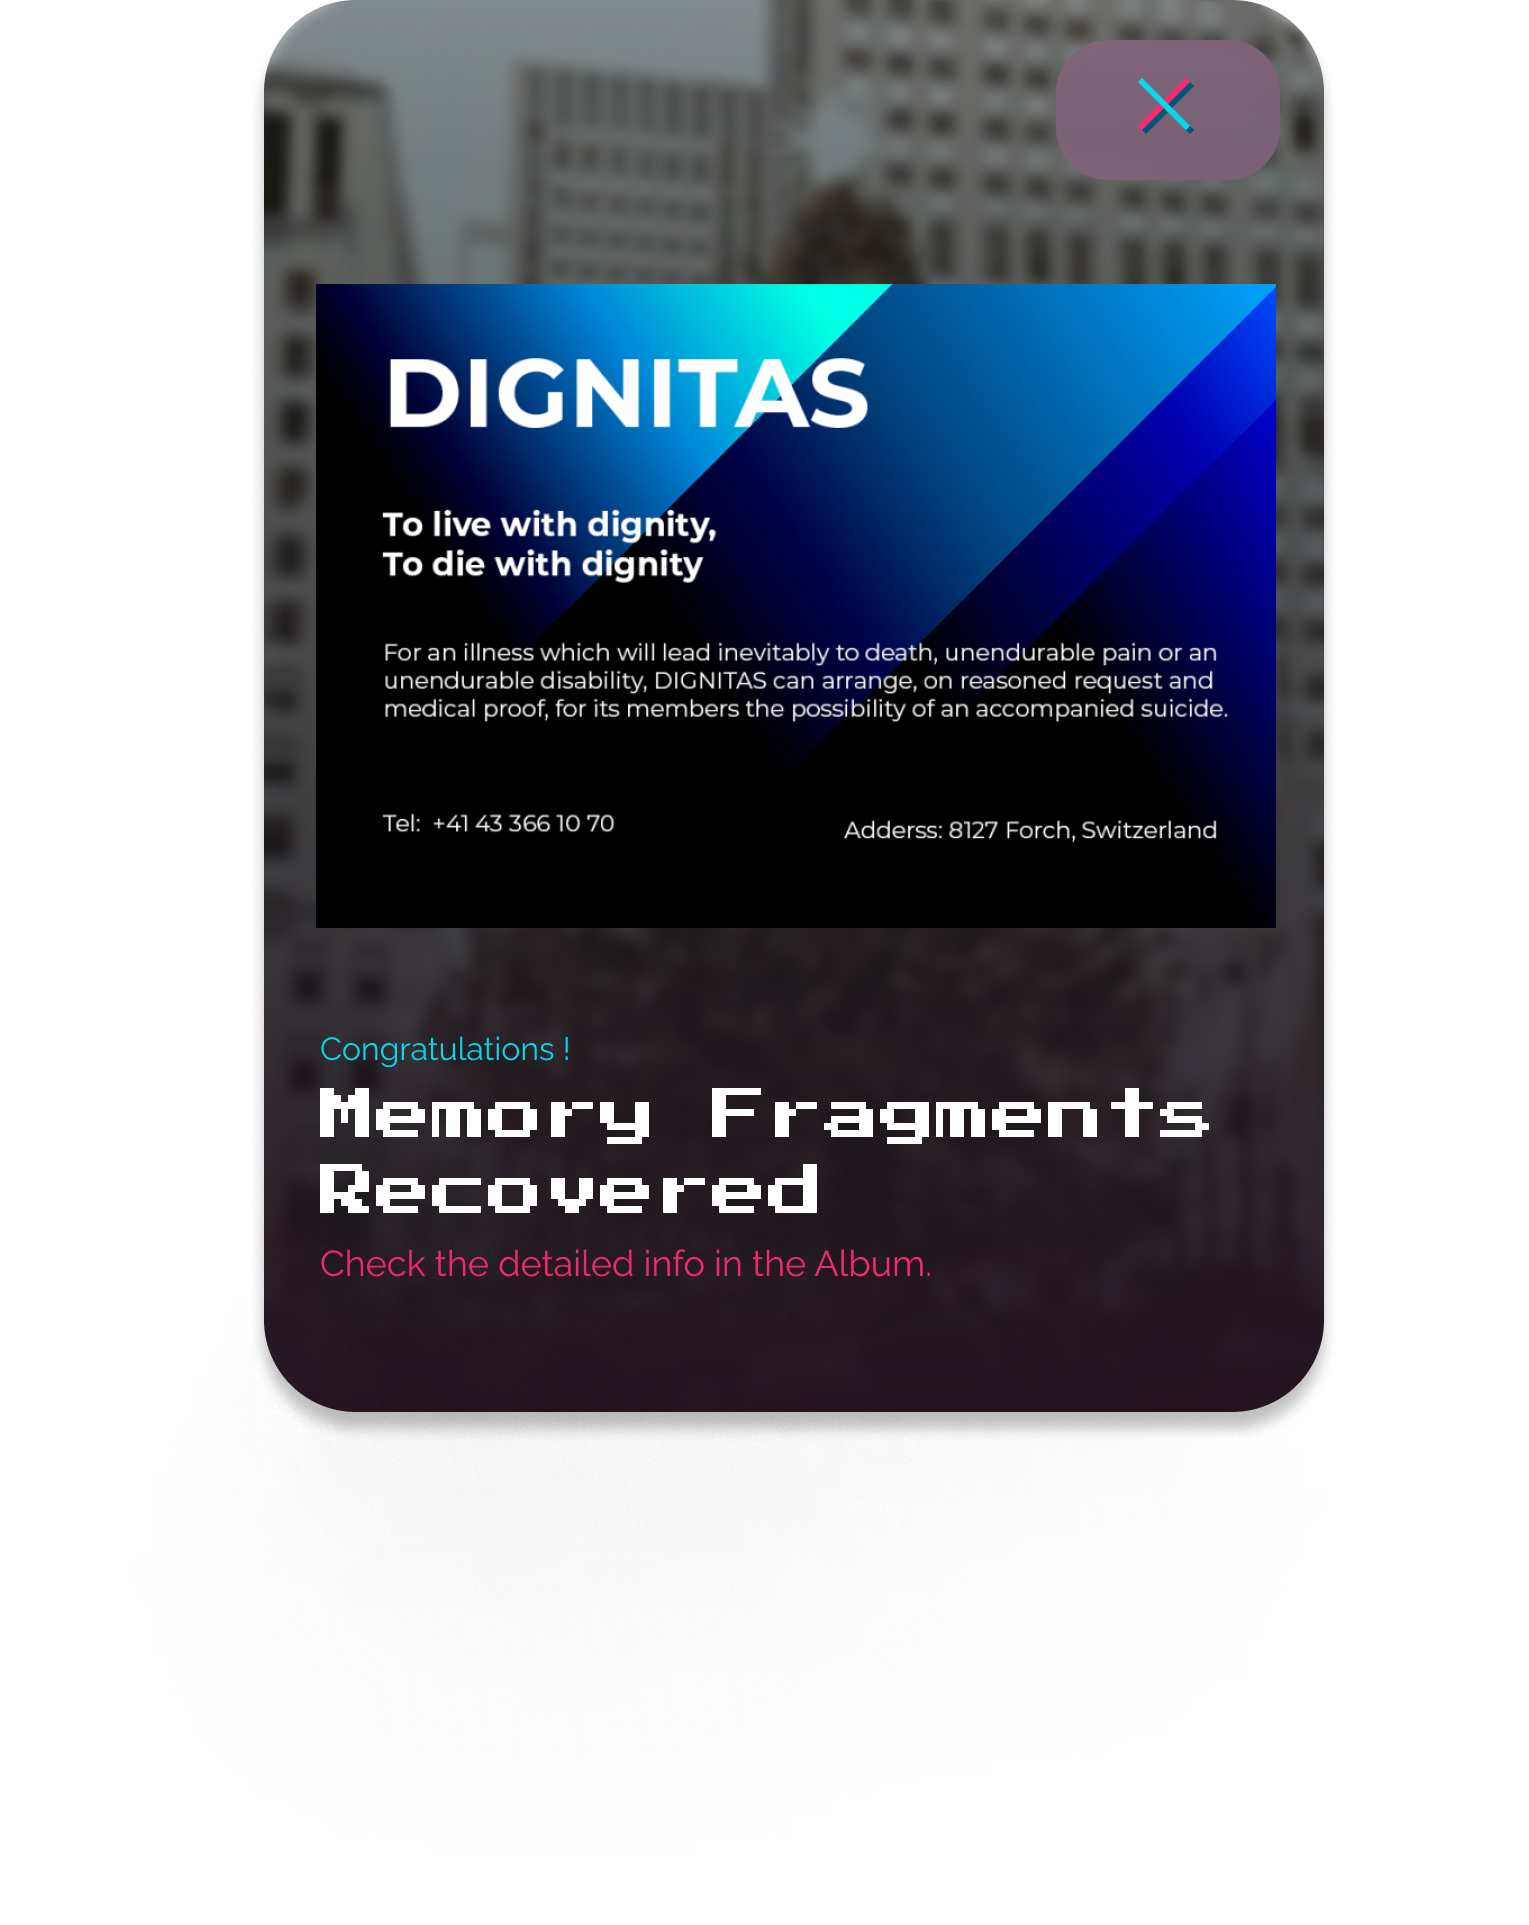 DIGNITAS
To live with dignity,
To die with dignity
For an illness which will lead inevitably to death, unendurable pain or an
unendurable disability, DIGNITAS can arrange, on reasoned request and
medical proof, for its members the possibility of an accompanied suicide.
Tel: +41 43 366 10 70
Adderss: 8127 Forch, Switzerland
Congratulations !
Memory Fragments
Recovered
Check the detailed info in the Album.